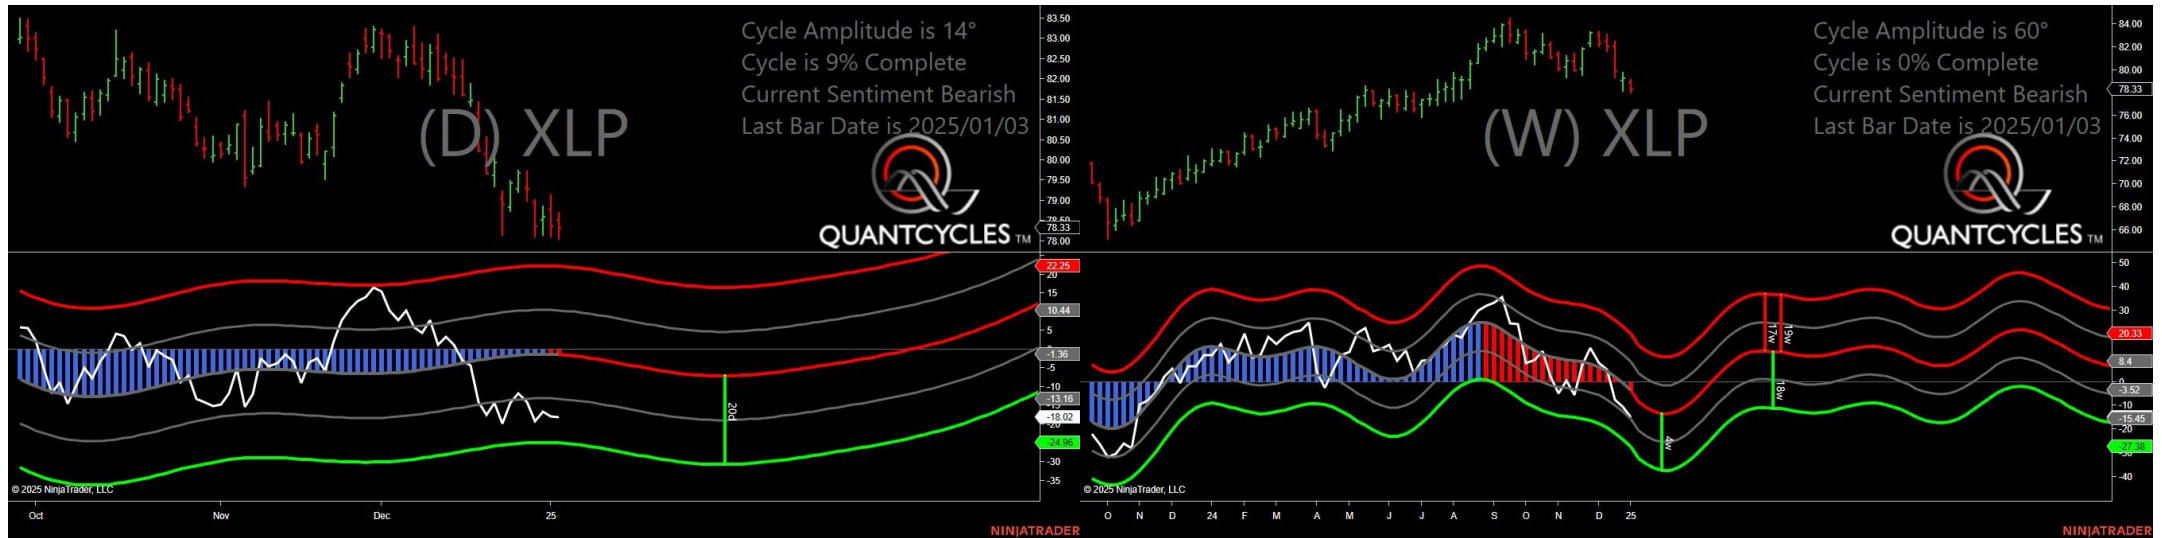 Cycle Amplitude is 14°
Cycle is 9% Complete
Current Sentiment Bearish
Last Bar Date is 2025/01/03
(D) XLP
QUANTCYCLES TM
83.50
83.00
82.50
82.00
81.50
81.00
80.50
80.00
79.50
79.00
78.50
78.33
78.00
22.25
20
15
10.44
5
-1.36
-5
-10
-13.16
-18.02
-20
-24.96
-30
-35
20d
© 2025 NinjaTrader, LLC
Oct Nov Dec 25
NINJATRADER
Cycle Amplitude is 60°
Cycle is 0% Complete
Current Sentiment Bearish
Last Bar Date is 2025/01/03
(W) XLP
QUANTCYCLES TM
84.00
82.00
80.00
78.33
76.00
74.00
72.00
70.00
68.00
66.00
50
40
30
20.33
8.4
0
-3.52
-10
-15.45
-20
-27.38
-40
4w
17w
19w
18w
© 2025 NinjaTrader, LLC
O N D 24 F M A M J J A S O N D 25
NINJATRADER